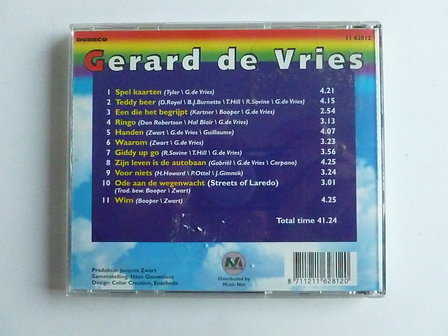 DURECO
11 62812
Gerard de Vries
1 Spel kaarten (Tyler \ G.de Vries) 4.21
2 Teddy beer (D.Royal \ B.J.Burnette \ T.Hill \ R.Sovine \ G.de Vries) 4.15
3 Een die het begrijpt (Kartner \ Booper \ G.de Vries) 2.54
4 Ringo (Don Robertson \ Hal Blair \ G.de Vries) 3.13
5 Handen (Zwart \ G.de Vries \ Guillaume) 4.07
6 Waarom (Zwart \ G.de Vries) 3.23
7 Giddy up go (R.Sovine \ T.Hill \ G.de Vries) 3.56
8 Zijn leven is de autobaan (Gabriël \ G.de Vries \ Carpano) 4.25
9 Voor niets (H.Howard \ P.Ottel \ J.Gimmik) 3.24
10 Ode aan de wegenwacht (Streets of Laredo) 3.01
(Trad. bew. Booper \ Zwart)
11 Wim (Booper \ Zwart) 4.25
Total time 41.24
Produktie: Jacques Zwart
Samenstelling: Hans Gouweloos
Design: Color Creation, Enschede
Distributed by
Music Net
8 711211 628120